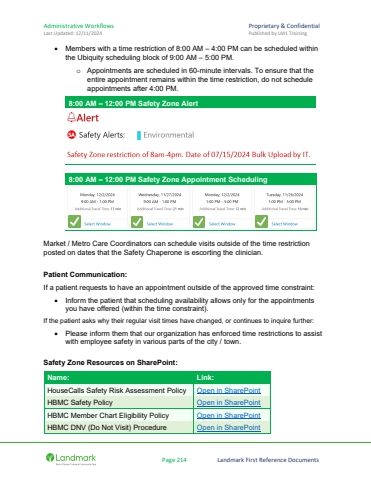 Administrative Workflows
Proprietary & Confidential
Last Updated: 12/11/2024
Published by LM1 Training
• Members with a time restriction of 8:00 AM – 4:00 PM can be scheduled within
the Ubiquity scheduling block of 9:00 AM – 5:00 PM.
o Appointments are scheduled in 60-minute intervals. To ensure that the
entire appointment remains within the time restriction, do not schedule
appointments after 4:00 PM.
8:00 AM – 12:00 PM Safety Zone Alert
Alert
SA Safety Alerts: Environmental
Safety Zone restriction of 8am-4pm. Date of 07/15/2024 Bulk Upload by IT.
8:00 AM – 12:00 PM Safety Zone Appointment Scheduling
Monday, 12/2/2024
9:00 AM - 1:00 PM
Additional Travel Time:
Select Window
Wednesday, 11/27/2024
9:00 AM - 1:00 PM
Additional Travel Time:
Select Window
Monday, 12/2/2024
1:00 PM - 5:00 PM
Additional Travel Time:
Select Window
Tuesday, 11/26/2024
1:00 PM - 5:00 PM
Additional Travel Time:
Select Window
Market / Metro Care Coordinators can schedule visits outside of the time restriction
posted on dates that the Safety Chaperone is escorting the clinician.
Patient Communication:
If a patient requests to have an appointment outside of the approved time constraint:
• Inform the patient that scheduling availability allows only for the appointments
you have offered (within the time constraint).
If the patient asks why their regular visit times have changed, or continues to inquire further:
• Please inform them that our organization has enforced time restrictions to assist
with employee safety in various parts of the city / town.
Safety Zone Resources on SharePoint:
Name: Link:
HouseCalls Safety Risk Assessment Policy Open in SharePoint
HBMC Safety Policy Open in SharePoint
HBMC Member Chart Eligibility Policy Open in SharePoint
HBMC DNV (Do Not Visit) Procedure Open in SharePoint
Landmark
Page 214
Landmark First Reference Documents